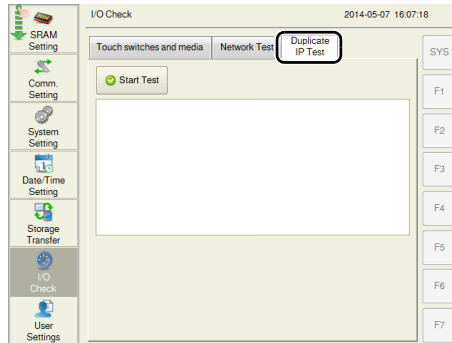 I/O Check
2014-05-07 16:07:18
SRAM
Setting
Comm.
Setting
System
Setting
Date/Time
Setting
Storage
Transfer
I/O
Check
User
Settings
Touch switches and media
Network Test
Duplicate
IP Test
Start Test
SYS
F1
F2
F3
F4
F5
F6
F7